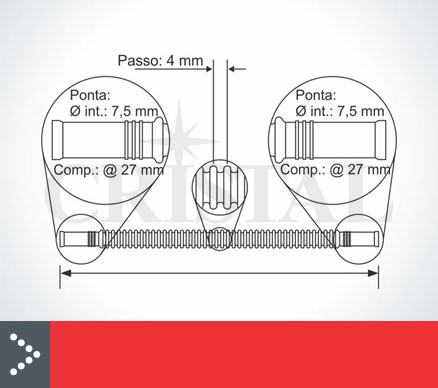 Passo: 4 mm
Ponta:
Ø int.: 7,5 mm
Comp.: @ 27 mm
Ponta:
Ø int.: 7,5 mm
Comp.: @ 27 mm
CRISTAL